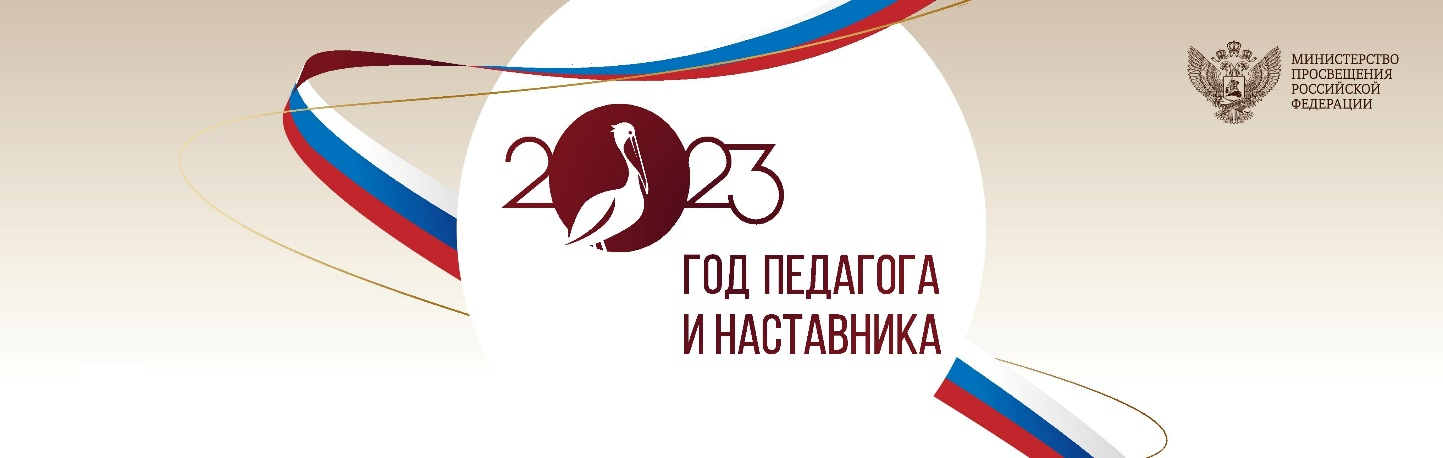 МИНИСТЕРСТВО
ПРОСВЕЩЕНИЯ
РОССИЙСКОЙ
ФЕДЕРАЦИИ
2023
ГОД ПЕДАГОГА
И НАСТАВНИКА